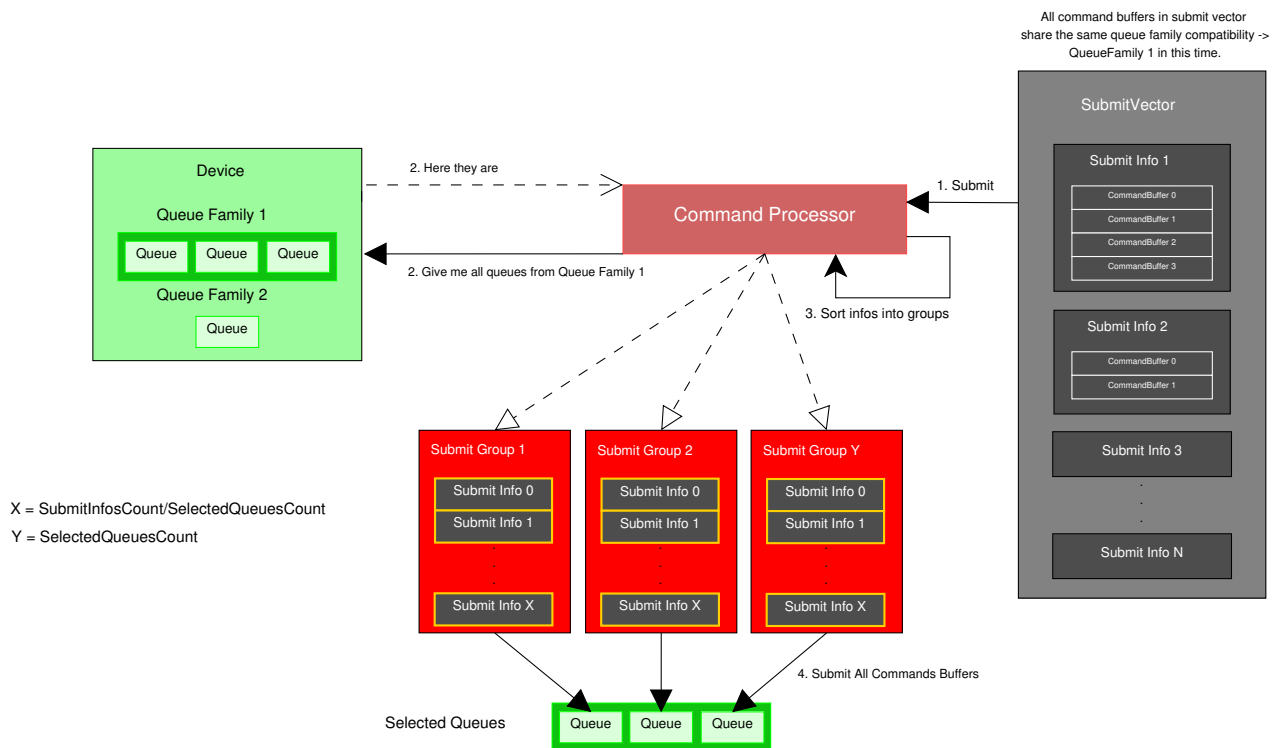 All command buffers in submit vector
share the same queue family compatibility ->
QueueFamily 1 in this time.
SubmitVector
Submit Info 1
CommandBuffer 0
CommandBuffer 1
CommandBuffer 2
CommandBuffer 3
Submit Info 2
CommandBuffer 0
CommandBuffer 1
Submit Info 3
.
.
.
Submit Info N
1. Submit
Device
Queue Family 1
Queue Queue Queue
Queue Family 2
Queue
2. Here they are
2. Give me all queues from Queue Family 1
Command Processor
3. Sort infos into groups
Submit Group 1
Submit Info 0
Submit Info 1
.
.
.
Submit Info X
Submit Group 2
Submit Info 0
Submit Info 1
.
.
.
Submit Info X
Submit Group Y
Submit Info 0
Submit Info 1
.
.
.
Submit Info X
X = SubmitInfosCount/SelectedQueuesCount
Y = SelectedQueuesCount
4. Submit All Commands Buffers
Selected Queues
Queue Queue Queue